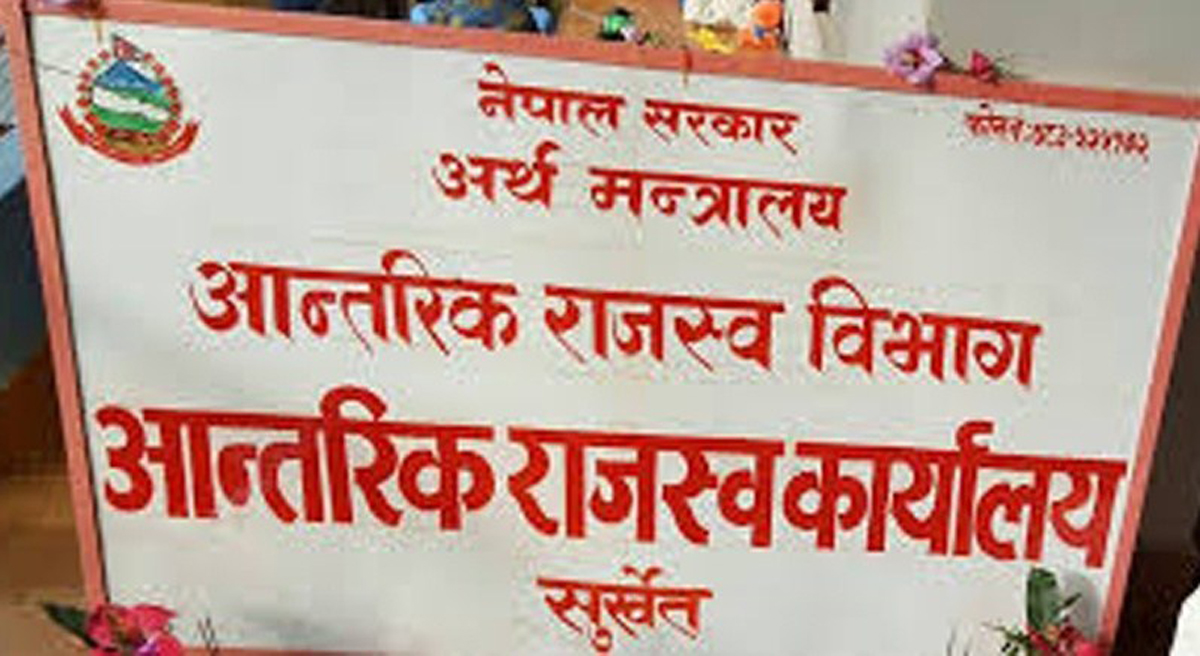 नेपाल सरकार
अर्थ मन्त्रालय
आन्तरिक राजस्व विभाग
आन्तरिक राजस्व कार्यालय
सुर्खेत